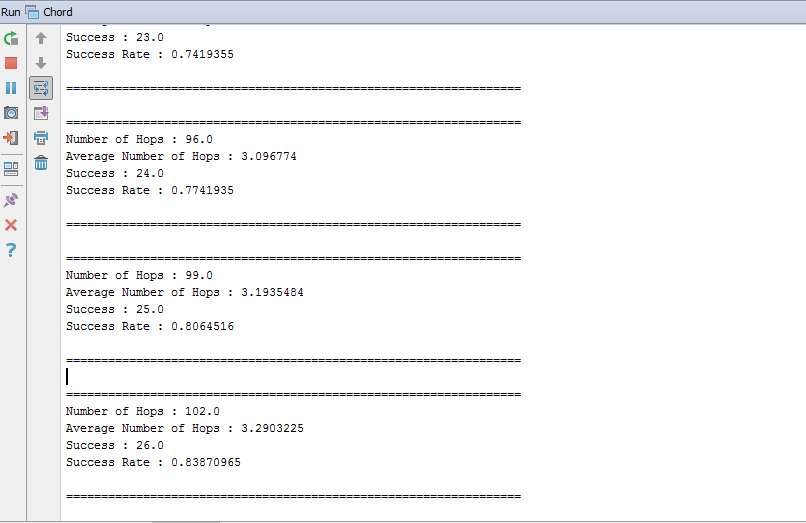 Run Chord
Success : 23.0
Success Rate : 0.7419355
=================================================================
=================================================================
Number of Hops : 96.0
Average Number of Hops : 3.096774
Success : 24.0
Success Rate : 0.7741935
=================================================================
=================================================================
Number of Hops : 99.0
Average Number of Hops : 3.1935484
Success : 25.0
Success Rate : 0.8064516
=================================================================
=================================================================
Number of Hops : 102.0
Average Number of Hops : 3.2903225
Success : 26.0
Success Rate : 0.83870965
=================================================================